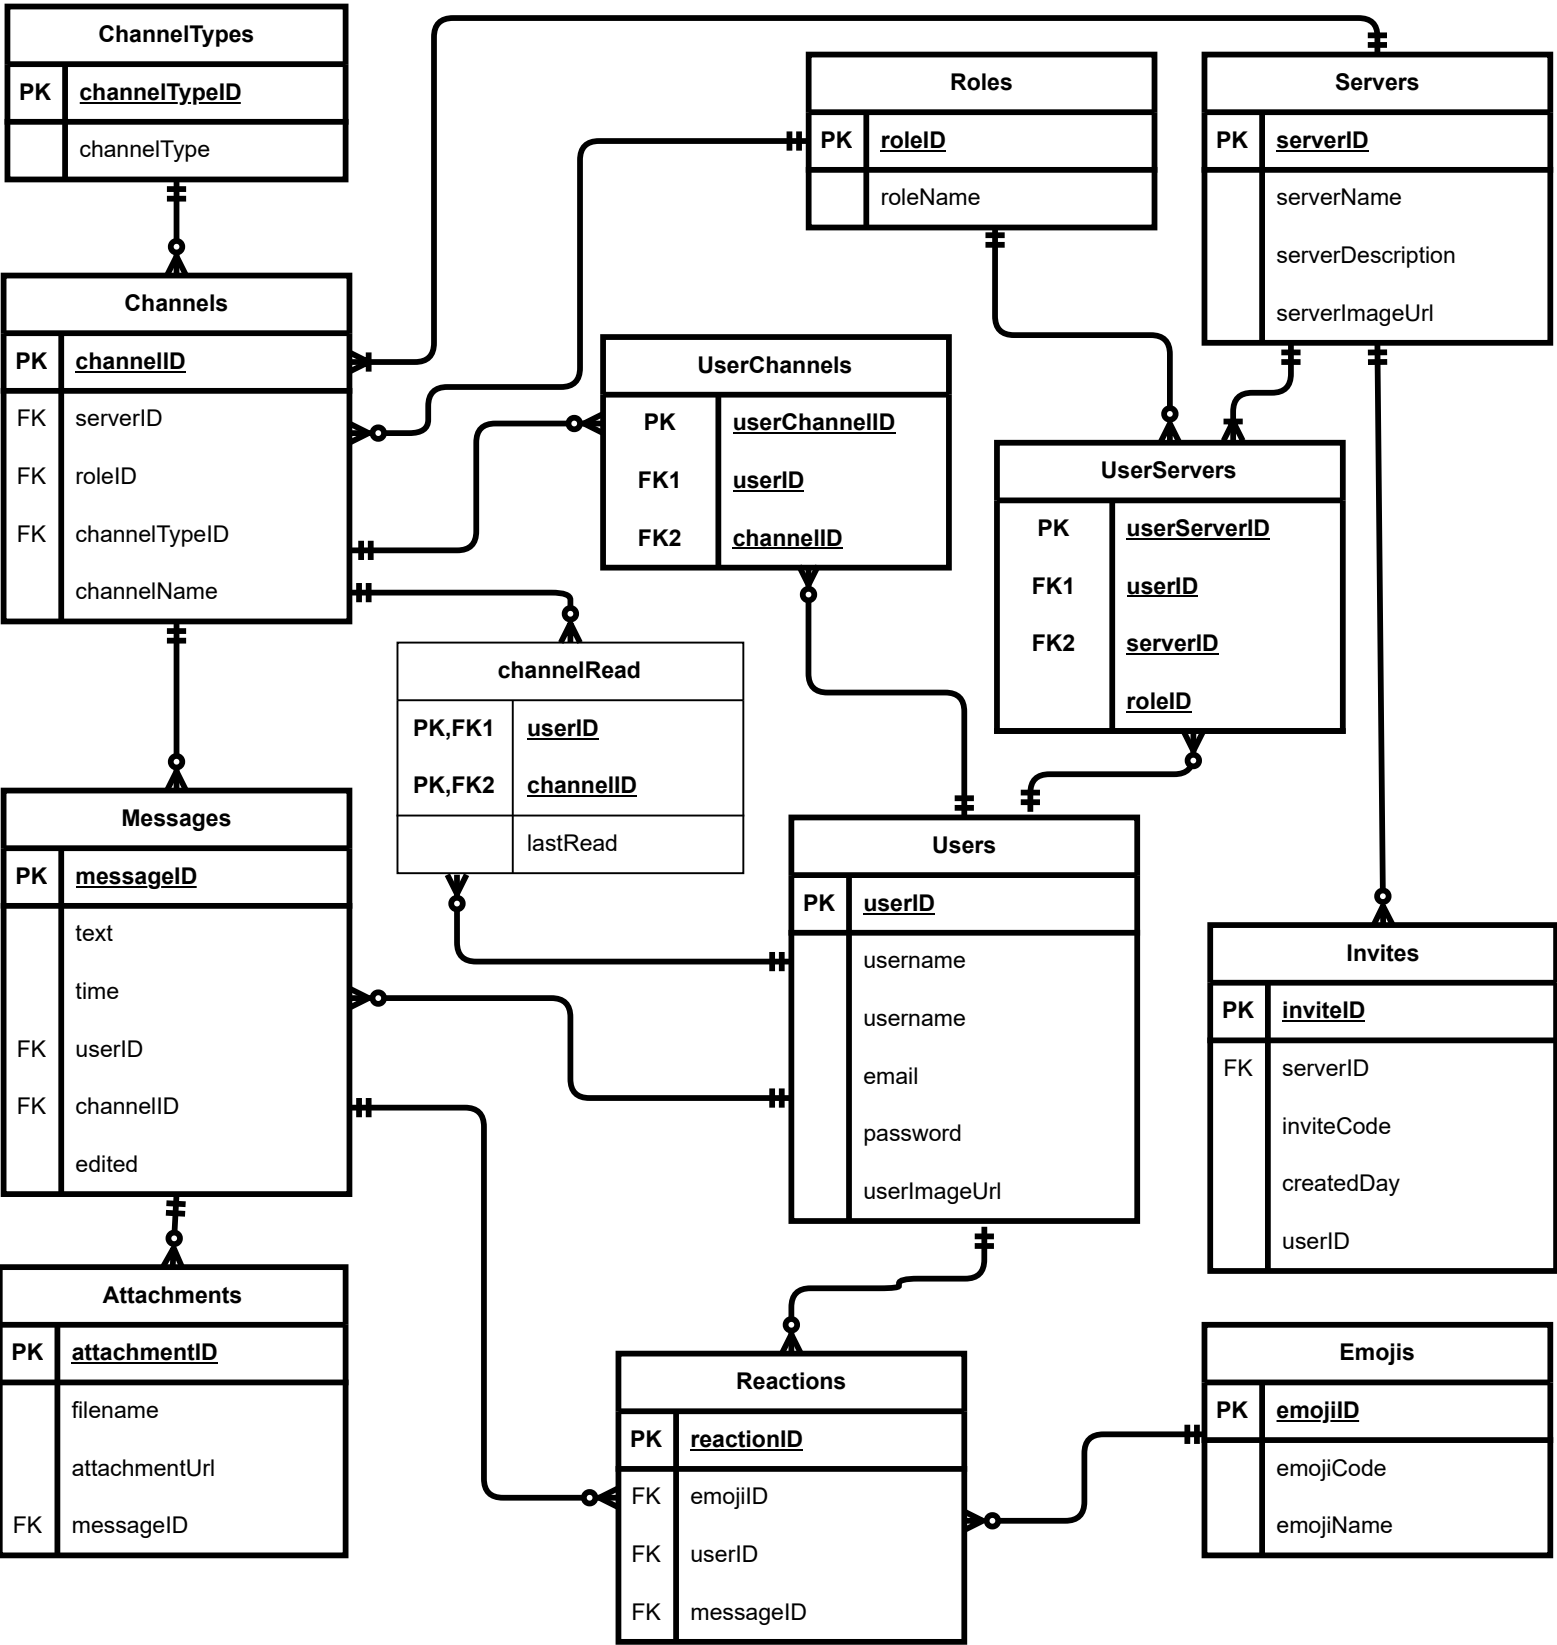 ChannelTypes
PK channelTypeID
channelType
Roles
PK roleID
roleName
Servers
PK serverID
serverName
serverDescription
serverImageUrl
Channels
PK channelID
FK serverID
FK roleID
FK channelTypeID
channelName
UserChannels
PK userChannelID
FK1 userID
FK2 channelID
UserServers
PK userServerID
FK1 userID
FK2 serverID
roleID
channelRead
PK,FK1 userID
PK,FK2 channelID
lastRead
Messages
PK messageID
text
time
FK userID
FK channelID
edited
Users
PK userID
username
username
email
password
userImageUrl
Invites
PK inviteID
FK serverID
inviteCode
createdDay
userID
Attachments
PK attachmentID
filename
attachmentUrl
FK messageID
Reactions
PK reactionID
FK emojiID
FK userID
FK messageID
Emojis
PK emojiID
emojiCode
emojiName